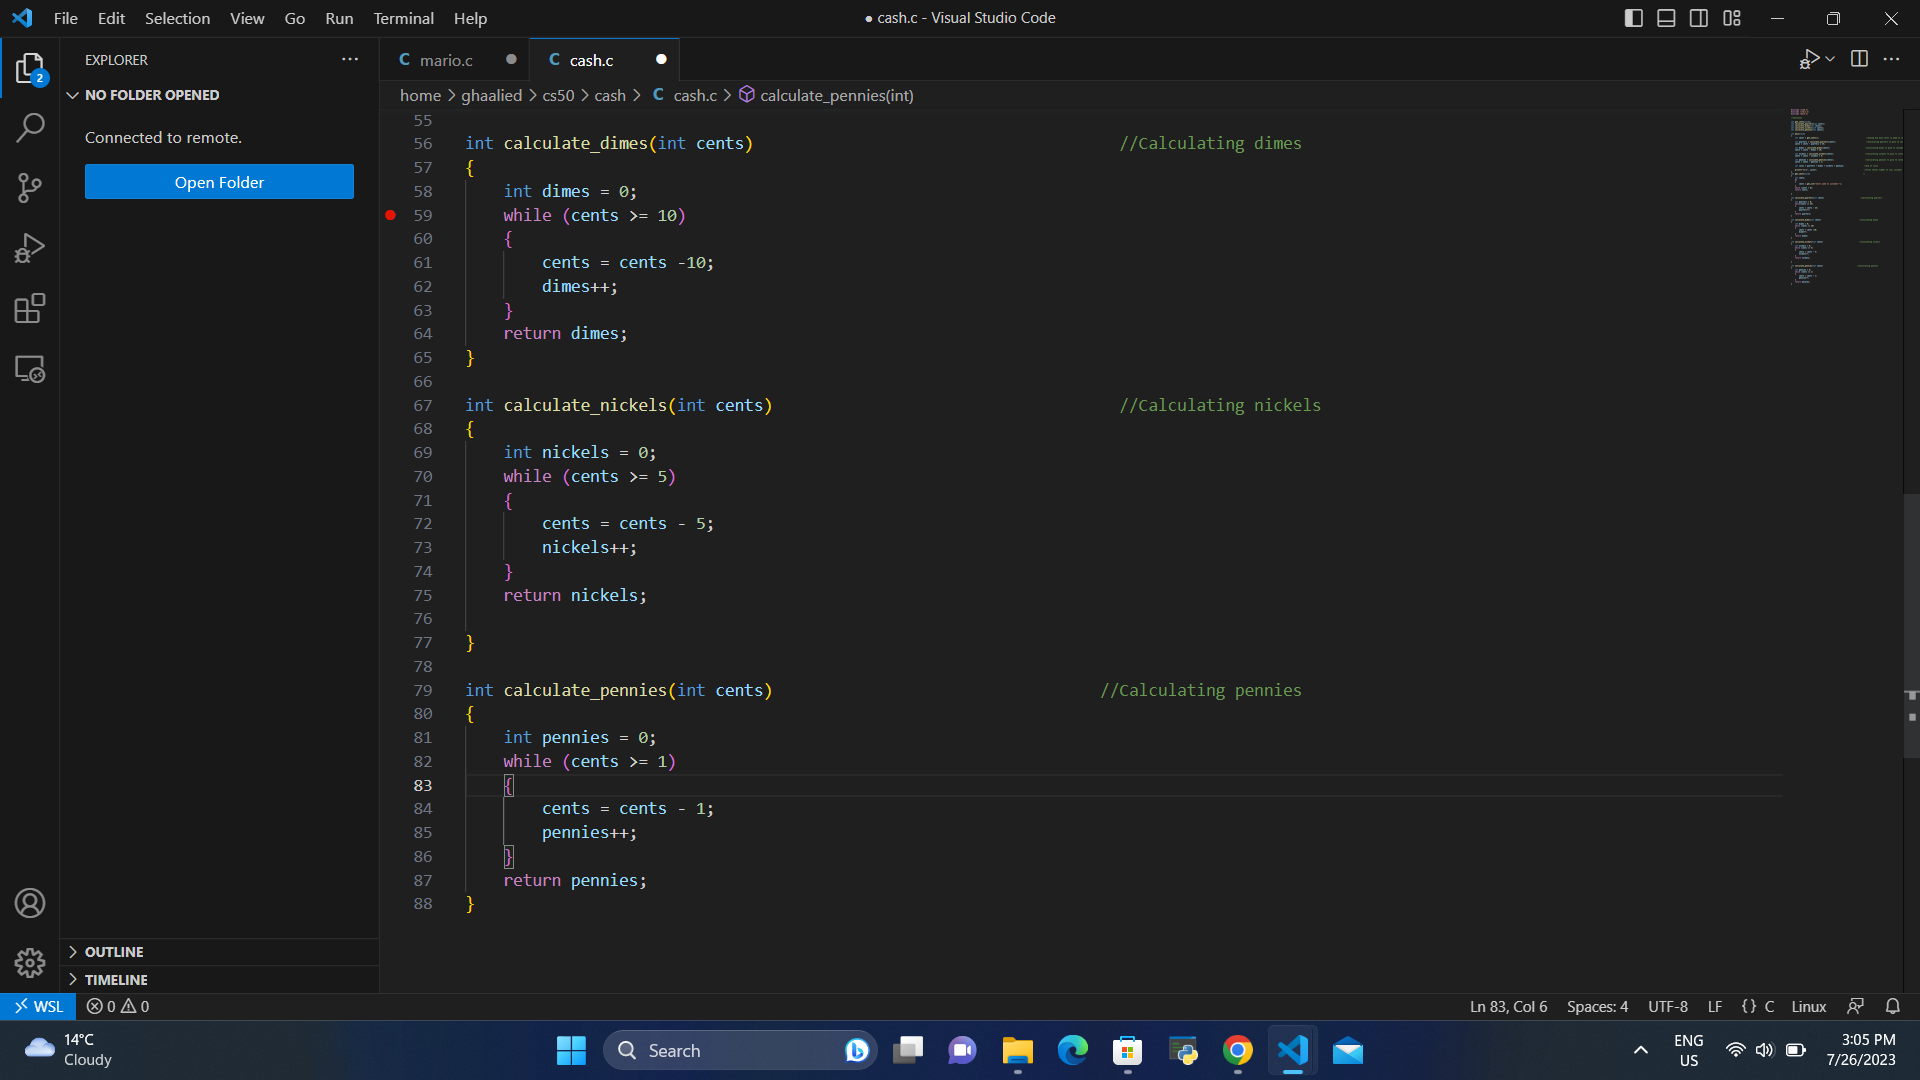 File Edit Selection View Go Run Terminal Help
● cash.c - Visual Studio Code
EXPLORER
2
NO FOLDER OPENED
Connected to remote.
Open Folder
OUTLINE
TIMELINE
C mario.c
C cash.c
home > ghaalied > cs50 > cash > C cash.c > calculate_pennies(int)
55
56 int calculate_dimes(int cents) //Calculating dimes
57 {
58 int dimes = 0;
59 while (cents >= 10)
60 {
61 cents = cents -10;
62 dimes++;
63 }
64 return dimes;
65 }
66
67 int calculate_nickels(int cents) //Calculating nickels
68 {
69 int nickels = 0;
70 while (cents >= 5)
71 {
72 cents = cents - 5;
73 nickels++;
74 }
75 return nickels;
76
77 }
78
79 int calculate_pennies(int cents) //Calculating pennies
80 {
81 int pennies = 0;
82 while (cents >= 1)
83 {
84 cents = cents - 1;
85 pennies++;
86 }
87 return pennies;
88 }
WSL 0 0 Ln 83, Col 6 Spaces: 4 UTF-8 LF {} C Linux
14°C
Cloudy
Search
ENG
US
3:05 PM
7/26/2023